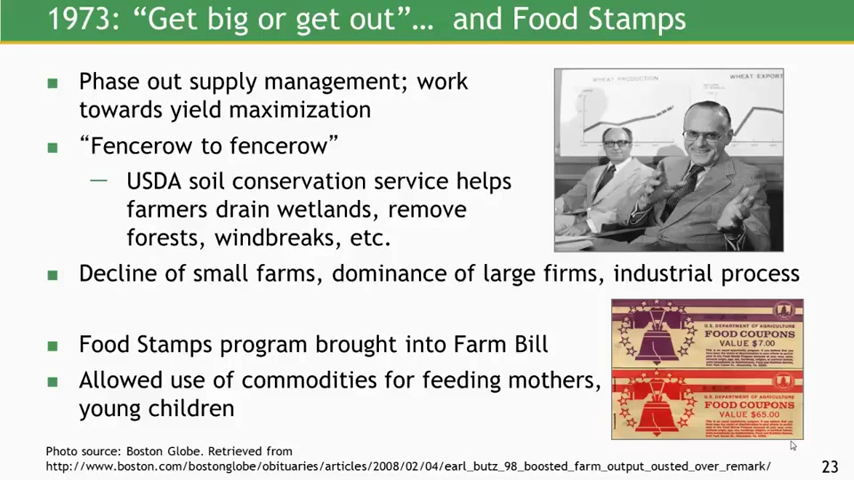 1973: “Get big or get out”… and Food Stamps
■ Phase out supply management; work
towards yield maximization
■ “Fencerow to fencerow”
— USDA soil conservation service helps
farmers drain wetlands, remove
forests, windbreaks, etc.
■ Decline of small farms, dominance of large firms, industrial process
■ Food Stamps program brought into Farm Bill
■ Allowed use of commodities for feeding mothers,
young children
WHEAT PRODUCTION
WHEAT EXPORT
U.S. DEPARTMENT OF AGRICULTURE
FOOD COUPONS
VALUE $7.00
U.S. DEPARTMENT OF AGRICULTURE
FOOD COUPONS
VALUE $65.00
Photo source: Boston Globe. Retrieved from
http://www.boston.com/bostonglobe/obituaries/articles/2008/02/04/earl_butz_98_boosted_farm_output_ousted_over_remark/
23